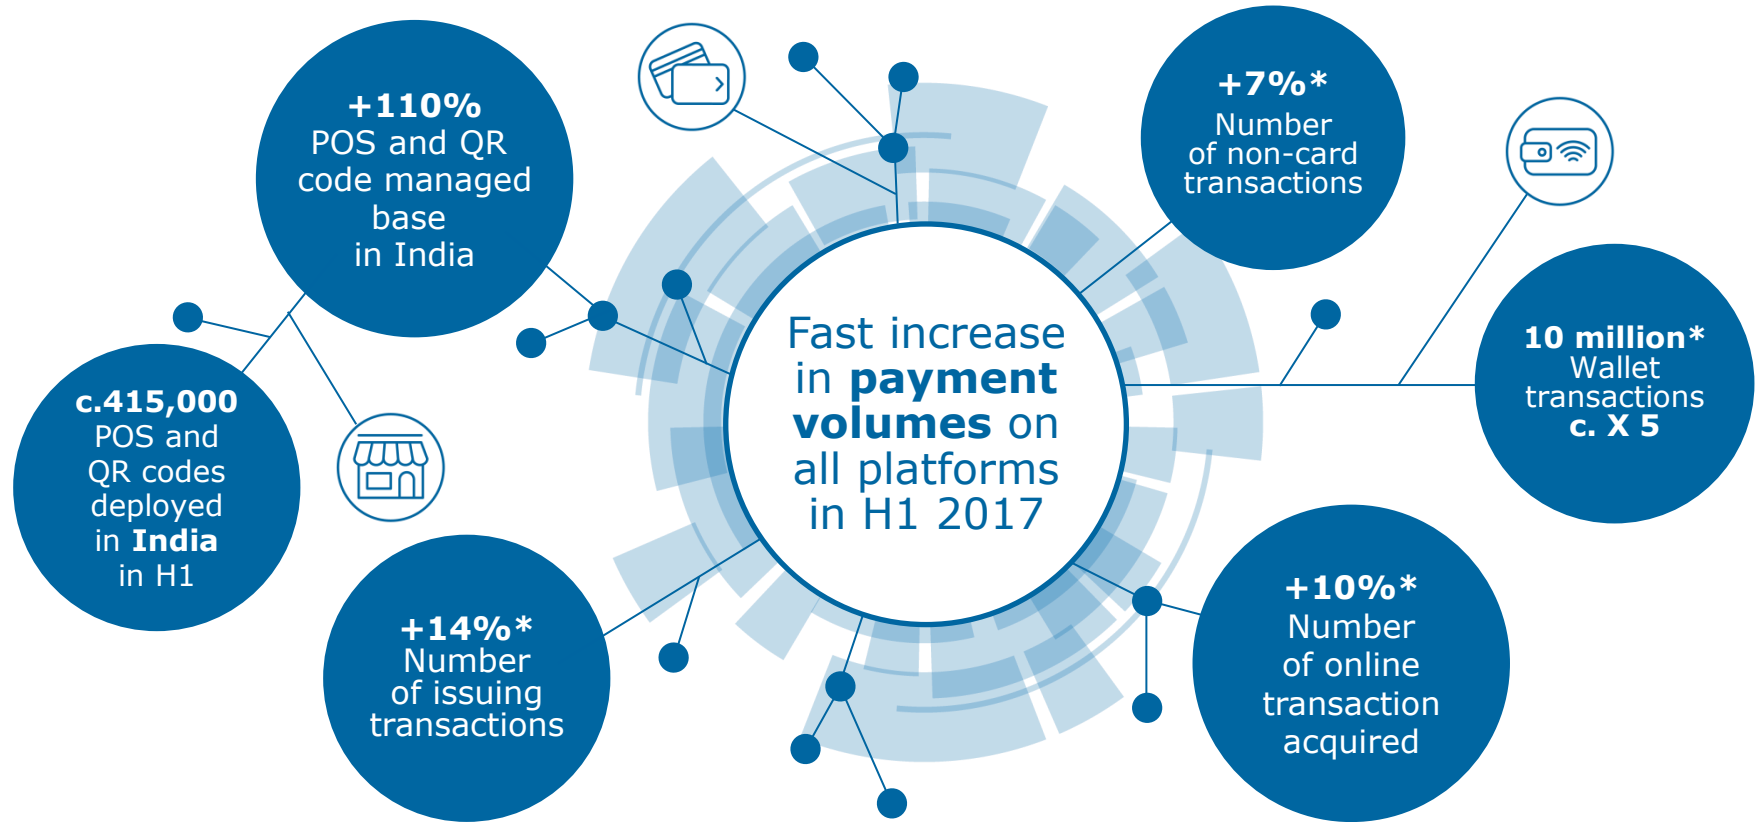 +110%
POS and QR
code managed
base
in India
c.415,000
POS and
QR codes
deployed
in India
in H1
+14%*
Number
of issuing
transactions
Fast increase
in payment
volumes on
all platforms
in H1 2017
+7%*
Number
of non-card
transactions
10 million*
Wallet
transactions
c. X 5
+10%*
Number
of online
transaction
acquired